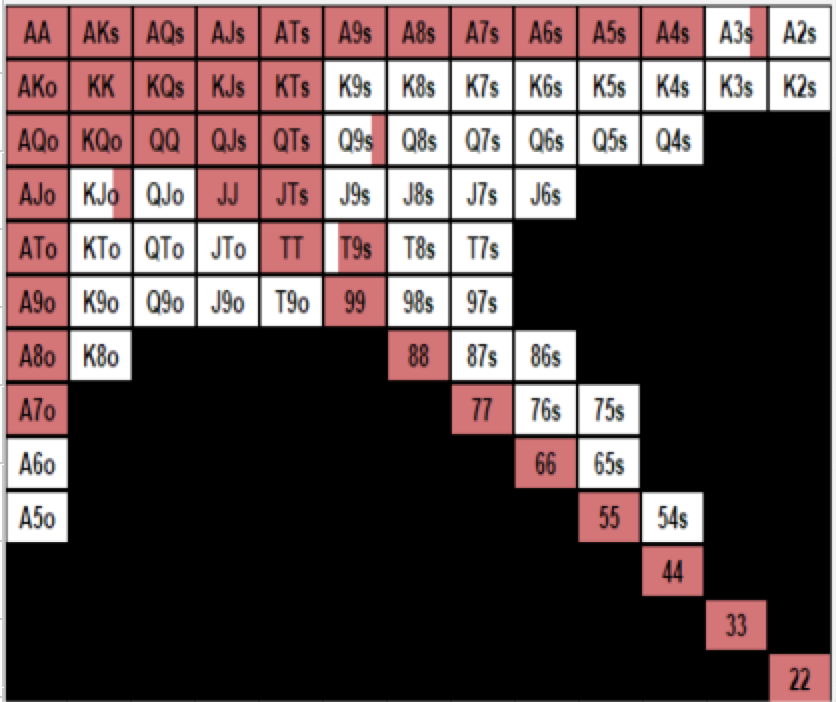 AA AKs AQs AJs ATs A9s A8s A7s A6s A5s A4s A3s A2s
AKo KK KQs KJs KTs K9s K8s K7s K6s K5s K4s K3s K2s
AQo KQo QQ QJs QTs Q9s Q8s Q7s Q6s Q5s Q4s
AJo KJo QJo JJ JTs J9s J8s J7s J6s
ATo KTo QTo JTo TT T9s T8s T7s
A9o K9o Q9o J9o T9o 99 98s 97s
A8o K8o 88 87s 86s
A7o 77 76s 75s
A6o 66 65s
A5o 55 54s
44
33
22